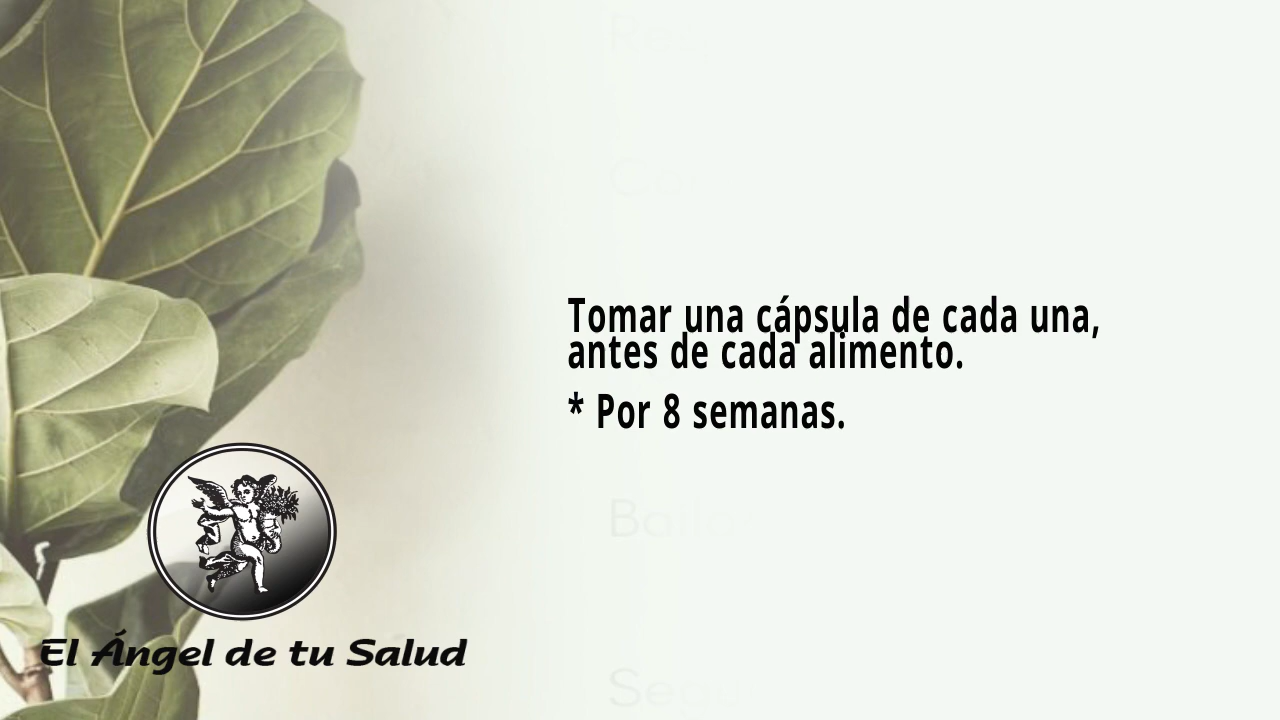 Tomar una cápsula de cada una,
antes de cada alimento.
* Por 8 semanas.
El Ángel de tu Salud